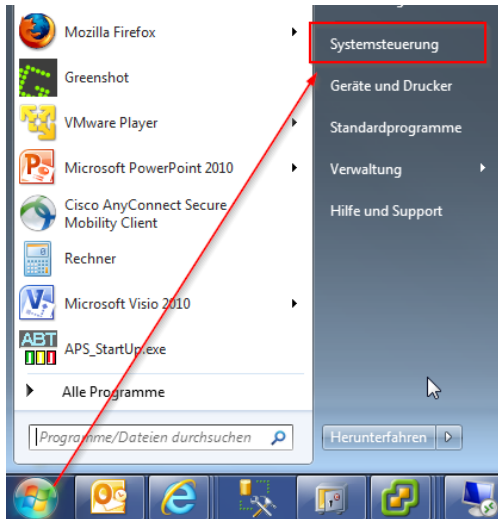 Mozilla Firefox
Greenshot
VMware Player
Microsoft PowerPoint 2010
Cisco AnyConnect Secure
Mobility Client
Rechner
Microsoft Visio 2010
ABT
APS_StartUp.exe
Alle Programme
Programme/Dateien durchsuchen
Systemsteuerung
Geräte und Drucker
Standardprogramme
Verwaltung
Hilfe und Support
Herunterfahren